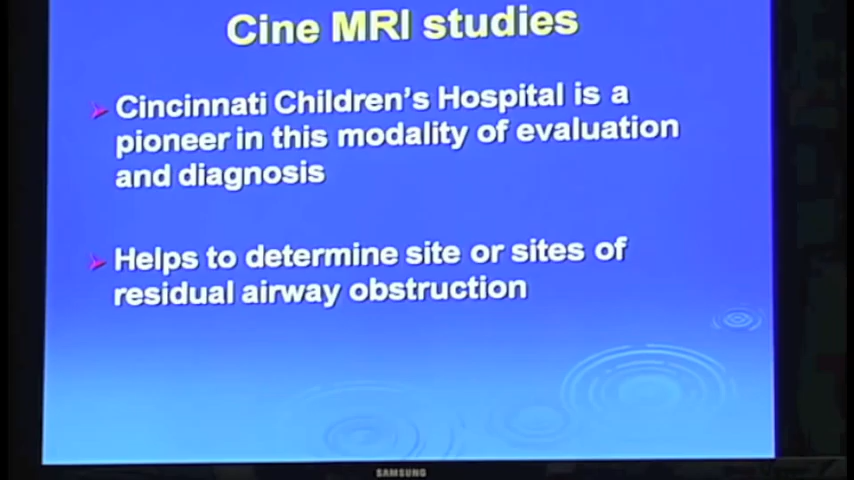 Cine MRI studies
Cincinnati Children's Hospital is a
pioneer in this modality of evaluation
and diagnosis
Helps to determine site or sites of
residual airway obstruction
SAMSUNG